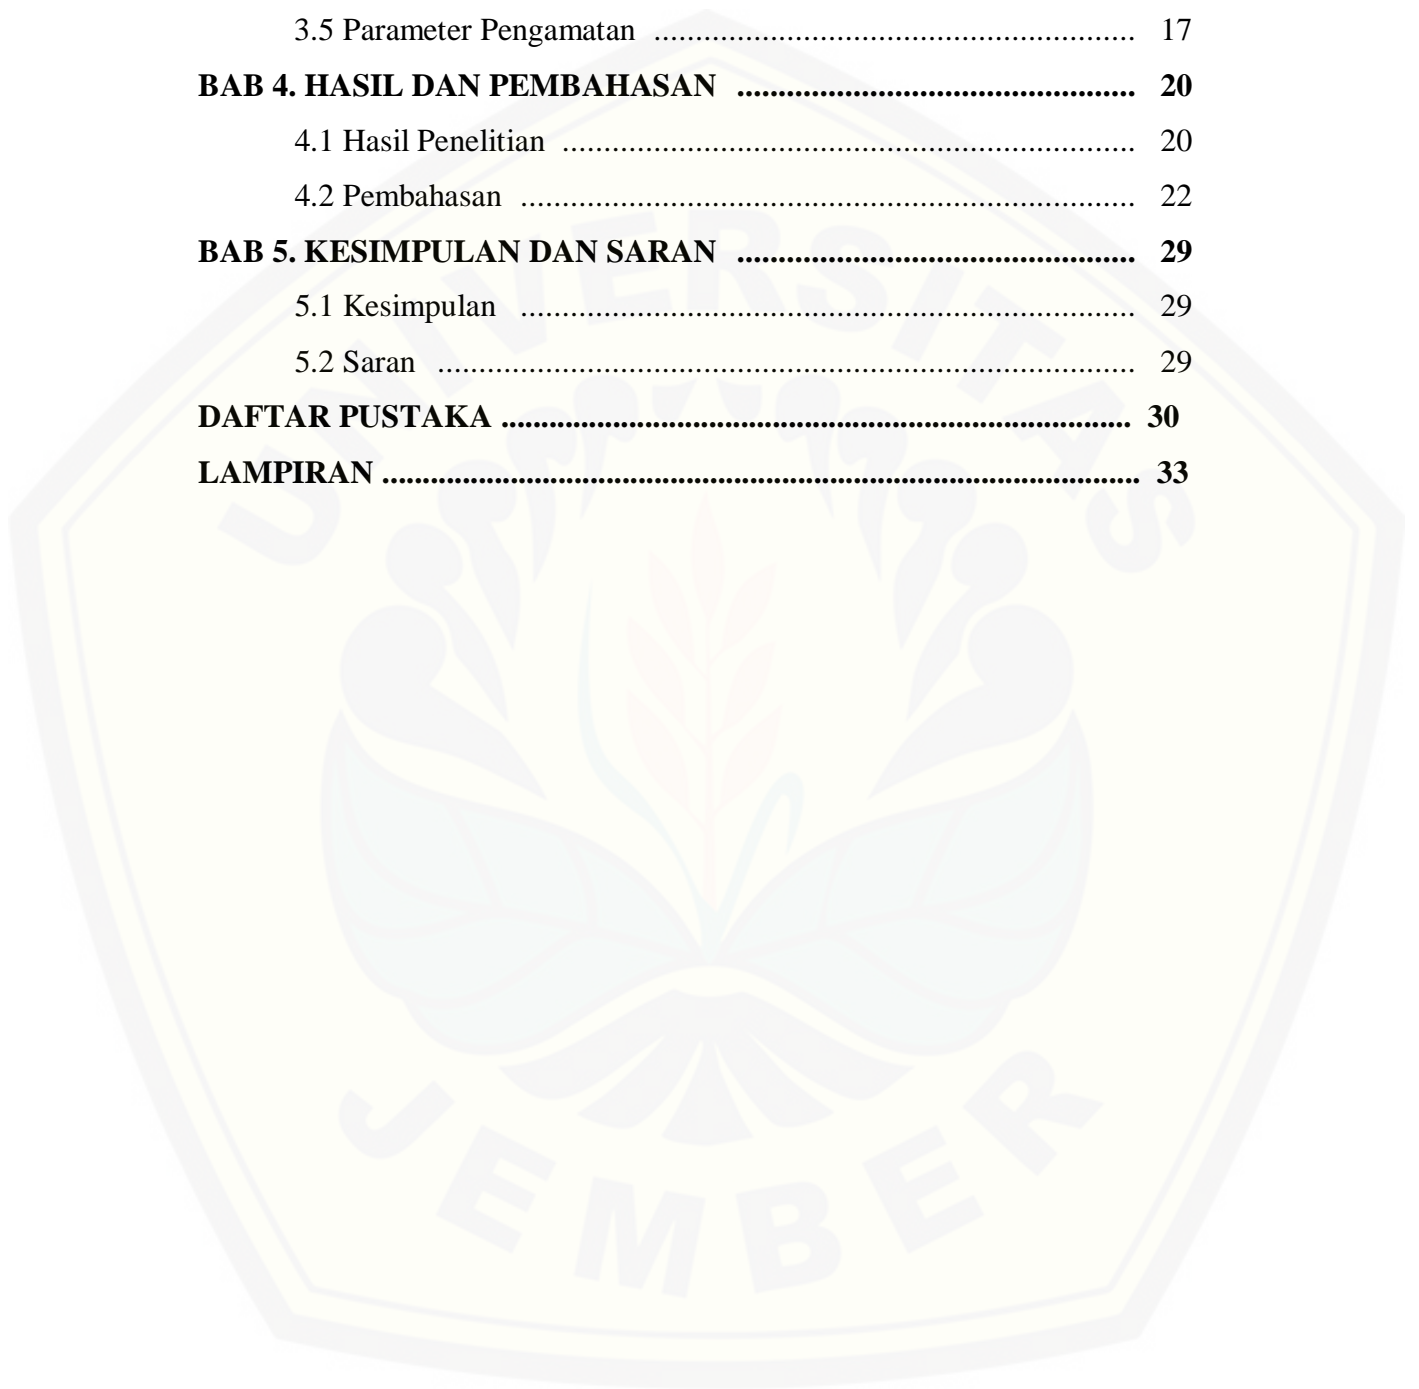 3.5 Parameter Pengamatan ......................................................... 17
BAB 4. HASIL DAN PEMBAHASAN ................................................ 20
4.1 Hasil Penelitian .................................................................... 20
4.2 Pembahasan ......................................................................... 22
BAB 5. KESIMPULAN DAN SARAN ................................................ 29
5.1 Kesimpulan ......................................................................... 29
5.2 Saran ................................................................................... 29
DAFTAR PUSTAKA ............................................................................ 30
LAMPIRAN ........................................................................................... 33
UNIVERSITAS
JEMBER